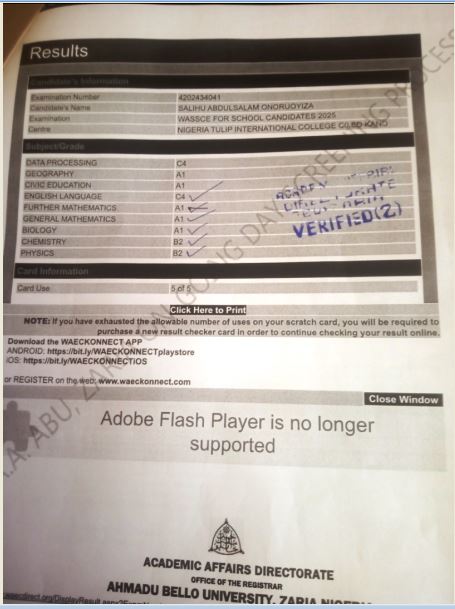 Results
Candidate's Information
Examination Number 4202434041
Candidate's Name SALIHU ABDULSALAM ONORUOYIZA
Examination WASSCE FOR SCHOOL CANDIDATES 2025
Centre NIGERIA TULIP INTERNATIONAL COLLEGE
Subject/Grade
DATA PROCESSING C4
GEOGRAPHY A1
CIVIC EDUCATION A1
ENGLISH LANGUAGE C4
FURTHER MATHEMATICS A1
GENERAL MATHEMATICS A1
BIOLOGY A1
CHEMISTRY B2
PHYSICS B2
VERIFIED(2)
Card Information
Card Use 5 of 5
Click Here to Print
NOTE: If you have exhausted the allowable number of uses on your scratch card, you will be required to
purchase a new result checker card in order to continue checking your result online.
Download the WAECKONNECT APP
ANDROID: https://bit.ly/WAECKONNECTplaystore
iOS: https://bit.ly/WAECKONNECTIOS
or REGISTER on the web: www.waeckonnect.com
Close Window
Adobe Flash Player is no longer
supported
ACADEMIC AFFAIRS DIRECTORATE
OFFICE OF THE REGISTRAR
AHMADU BELLO UNIVERSITY, ZARIA